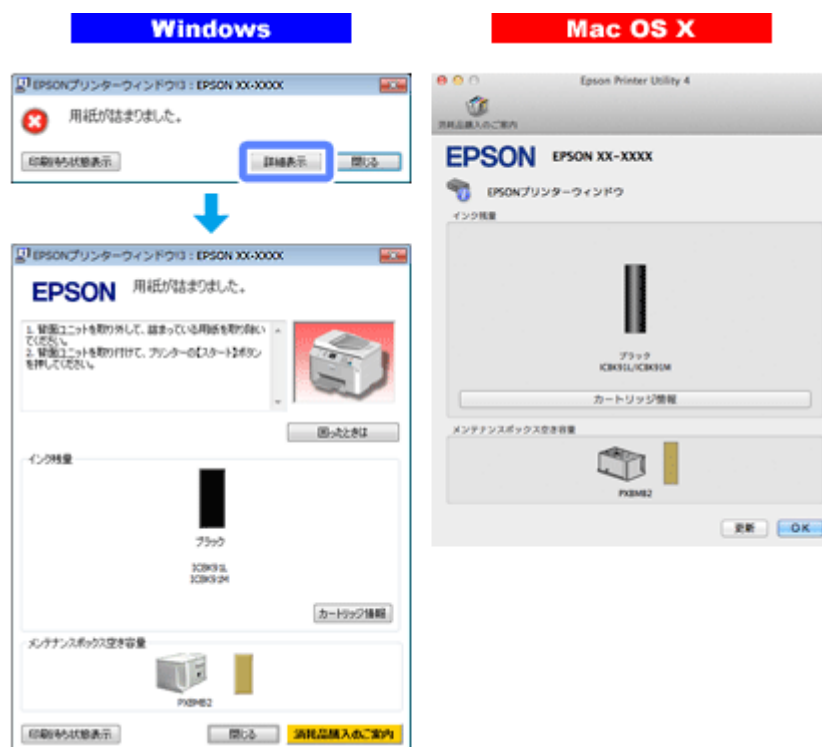 Windows
EPSONプリンターウィンドウ!3 : EPSON XX-XXXX
用紙が詰まりました。
印刷待ち状態表示
詳細表示
閉じる
EPSONプリンターウィンドウ!3 : EPSON XX-XXXX
EPSON
用紙が詰まりました。
1. 背面ユニットを取り外して、詰まっている用紙を取り除い
てください。
2. 背面ユニットを取り付けて、プリンターの【スタート】ボタン
を押してください。
困ったときは
インク残量
ブラック
ICBK91L
ICBK91M
カートリッジ情報
メンテナンスボックス空き容量
PXBMB2
印刷待ち状態表示
閉じる
消耗品購入のご案内
Mac OS X
Epson Printer Utility 4
消耗品購入のご案内
EPSON
EPSON XX-XXXX
EPSONプリンターウィンドウ
インク残量
ブラック
ICBK91L/ICBK91M
カートリッジ情報
メンテナンスボックス空き容量
PXBMB2
更新
OK